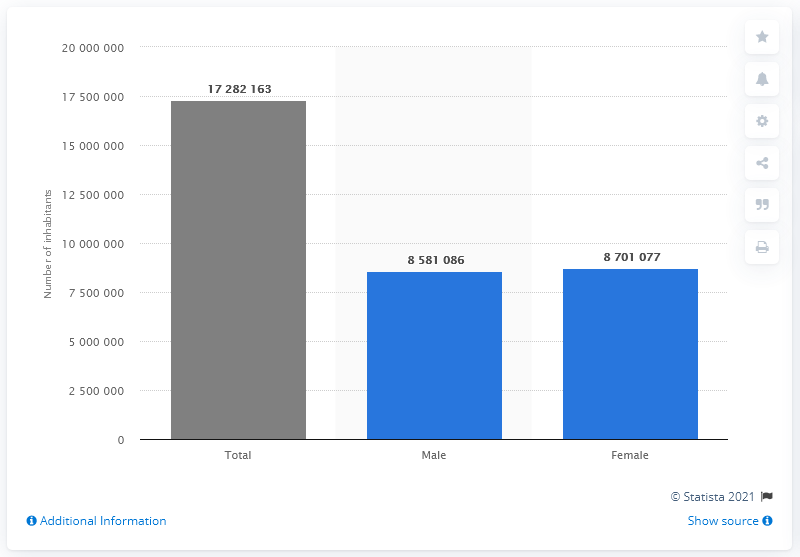 20 000 000
17 500 000
15 000 000
12 500 000
10 000 000
7 500 000
5 000 000
2 500 000
0
Number of inhabitants
17 282 163
8 581 086
8 701 077
Total
Male
Female
© Statista 2021
Additional Information
Show source